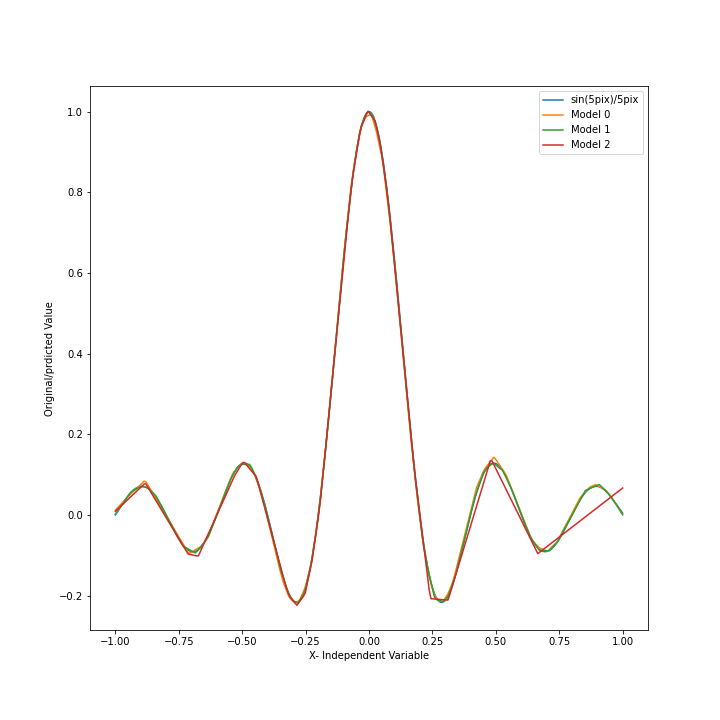 sin(5pix)/5pix
Model 0
Model 1
Model 2
1.0
0.8
0.6
0.4
0.2
0.0
−0.2
Original/prdicted Value
−1.00 −0.75 −0.50 −0.25 0.00 0.25 0.50 0.75 1.00
X- Independent Variable